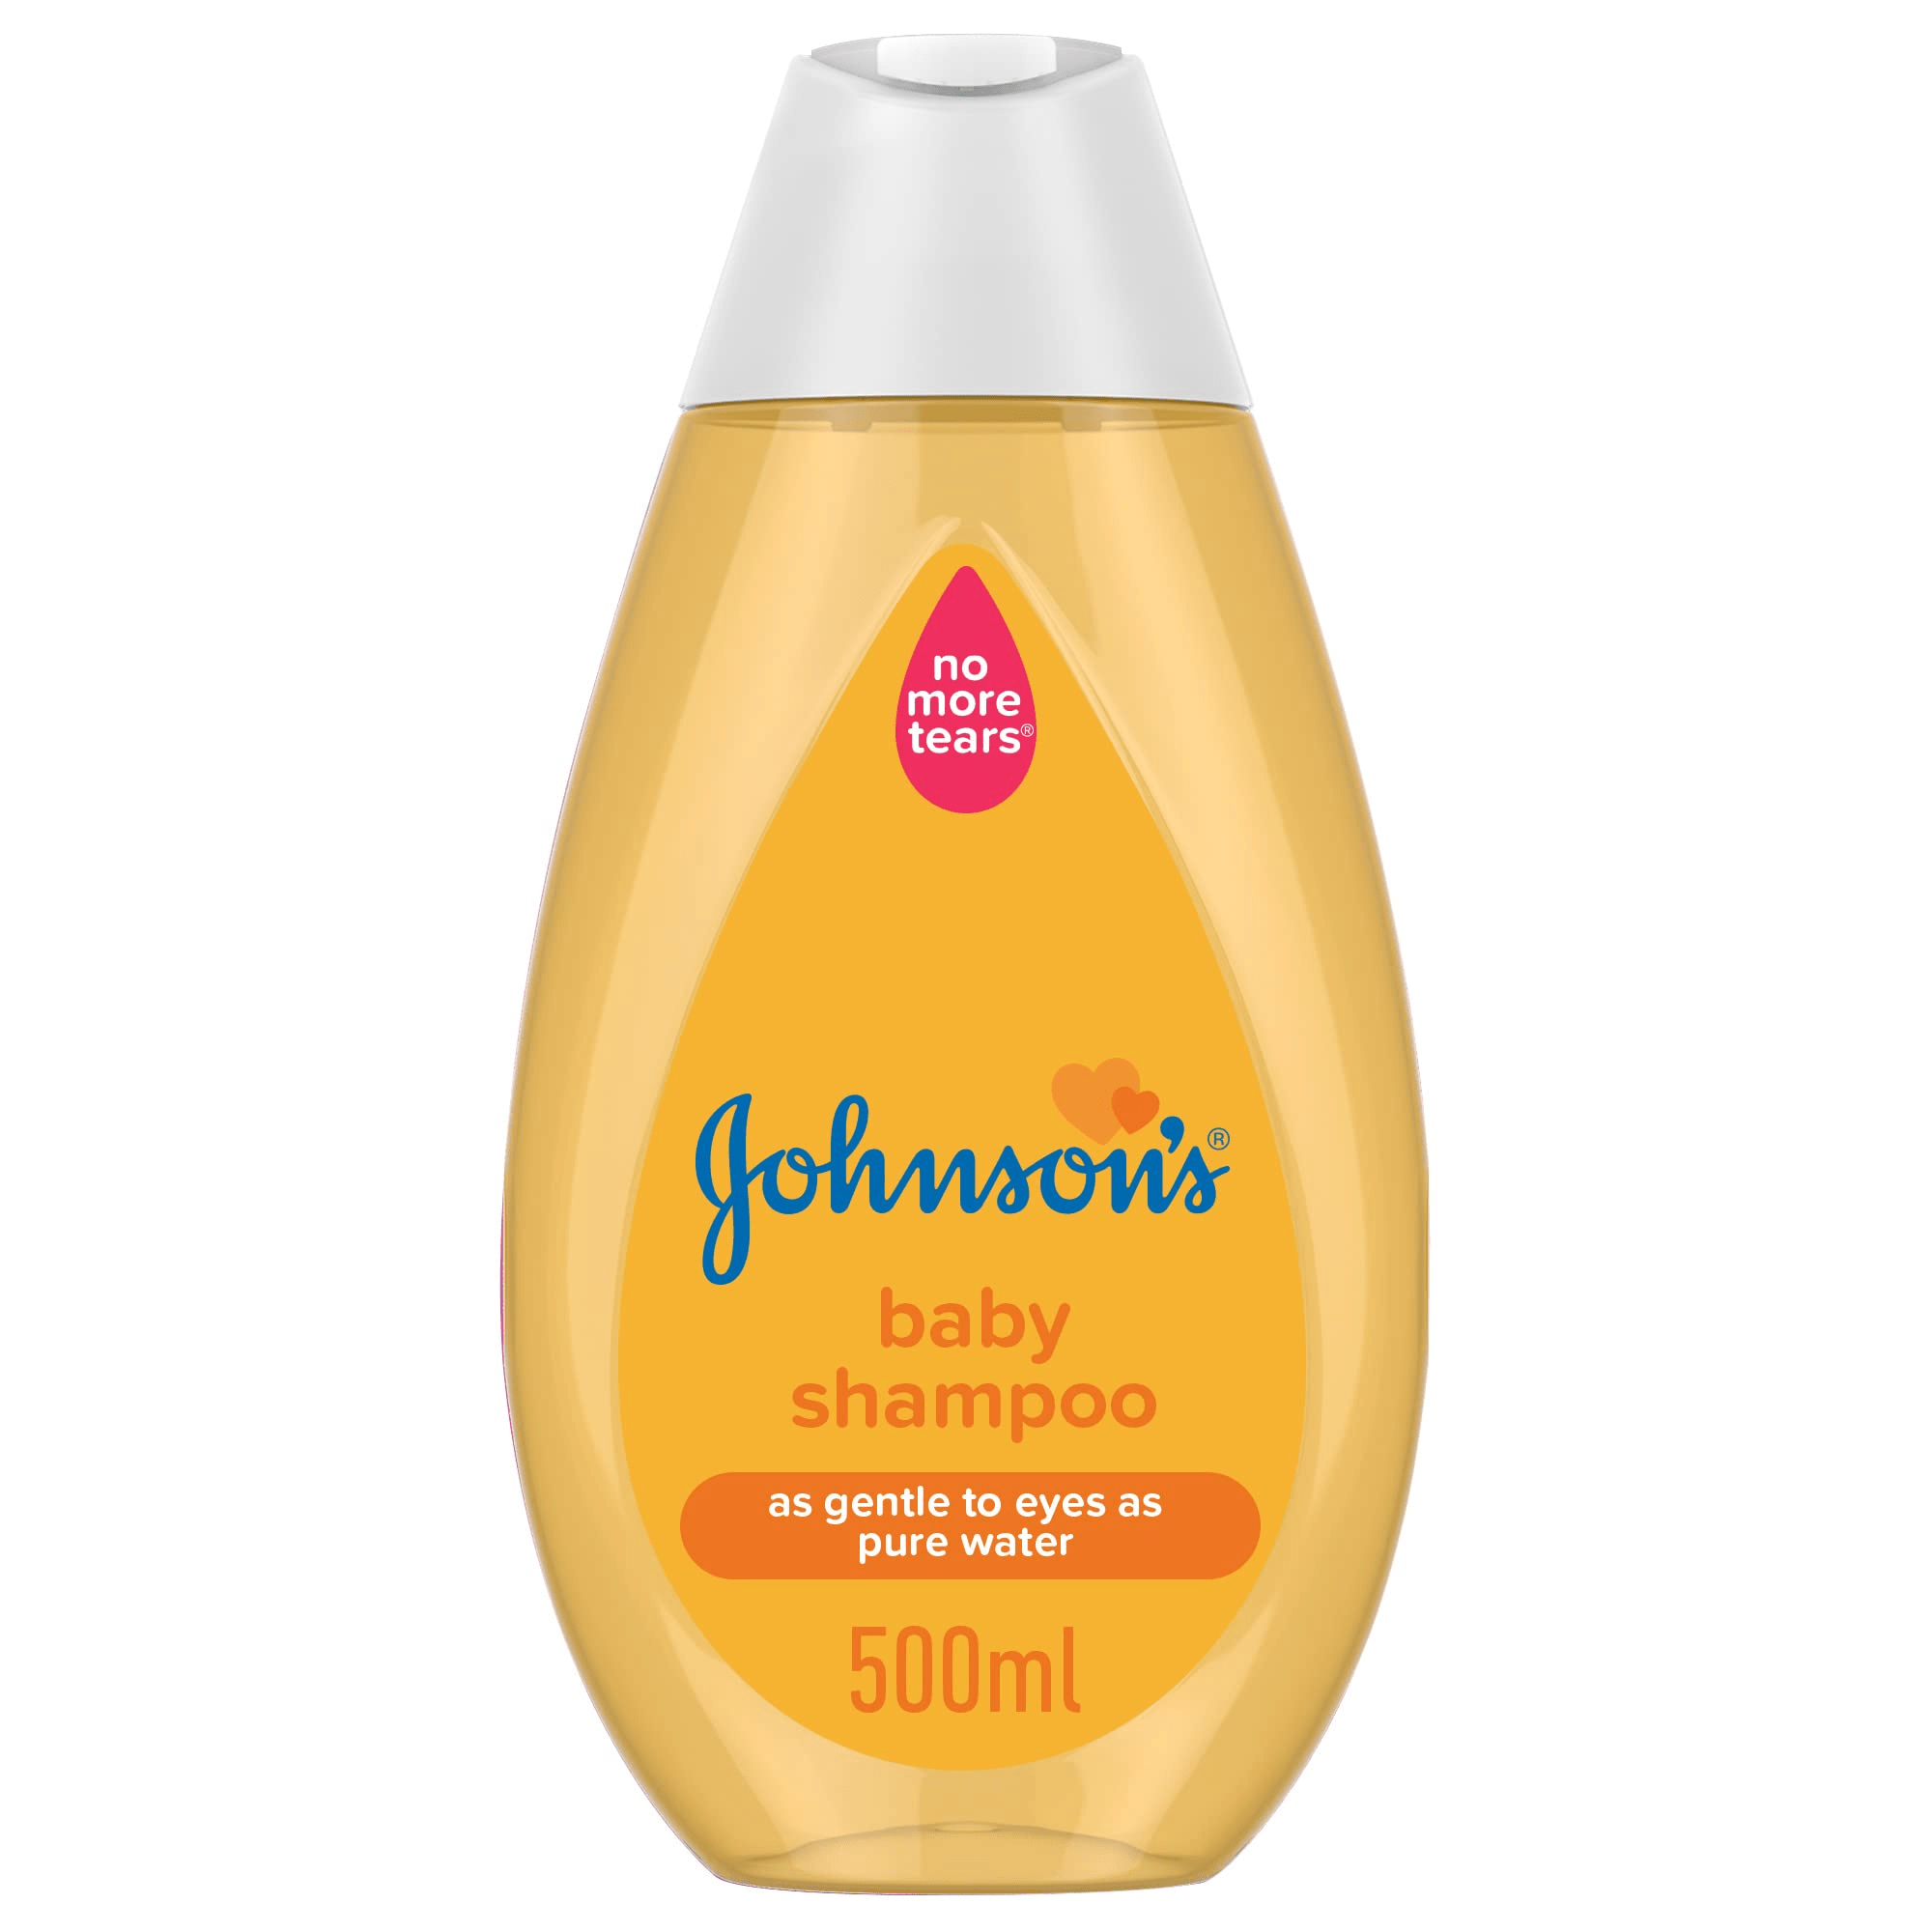 no
more
tears®
Johnson's®
baby
shampoo
as gentle to eyes as
pure water
500ml